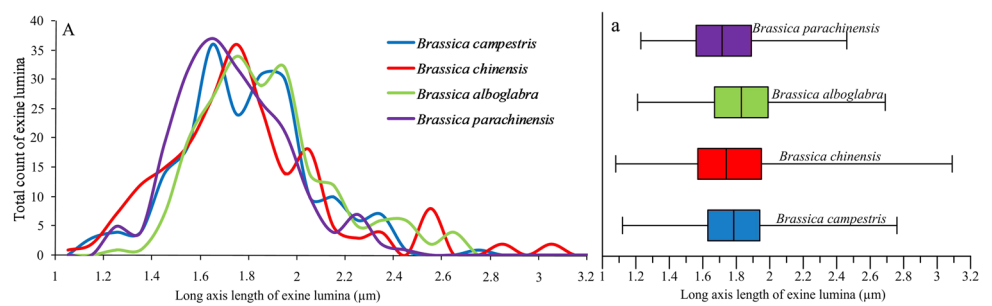 A
Total count of exine lumina
40
35
30
25
20
15
10
5
0
1 1.2 1.4 1.6 1.8 2 2.2 2.4 2.6 2.8 3 3.2
Long axis length of exine lumina (µm)
Brassica campestris
Brassica chinensis
Brassica alboglabra
Brassica parachinensis
a
Brassica parachinensis
Brassica alboglabra
Brassica chinensis
Brassica campestris
1 1.2 1.4 1.6 1.8 2 2.2 2.4 2.6 2.8 3 3.2
Long axis length of exine lumina (µm)